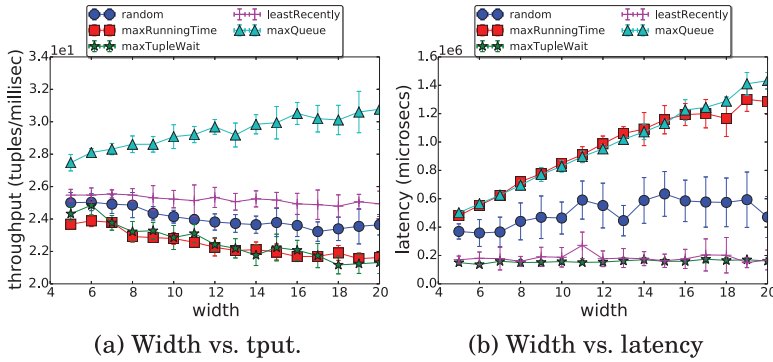 random
leastRecently
maxRunningTime
maxQueue
maxTupleWait
3.4 1e1
3.2
3.0
2.8
2.6
2.4
2.2
2.0
throughput (tuples/millisec)
4 6 8 10 12 14 16 18 20
width
(a) Width vs. tput.
random
leastRecently
maxRunningTime
maxQueue
maxTupleWait
1.6 1e6
1.4
1.2
1.0
0.8
0.6
0.4
0.2
0.0
latency (microsecs)
4 6 8 10 12 14 16 18 20
width
(b) Width vs. latency